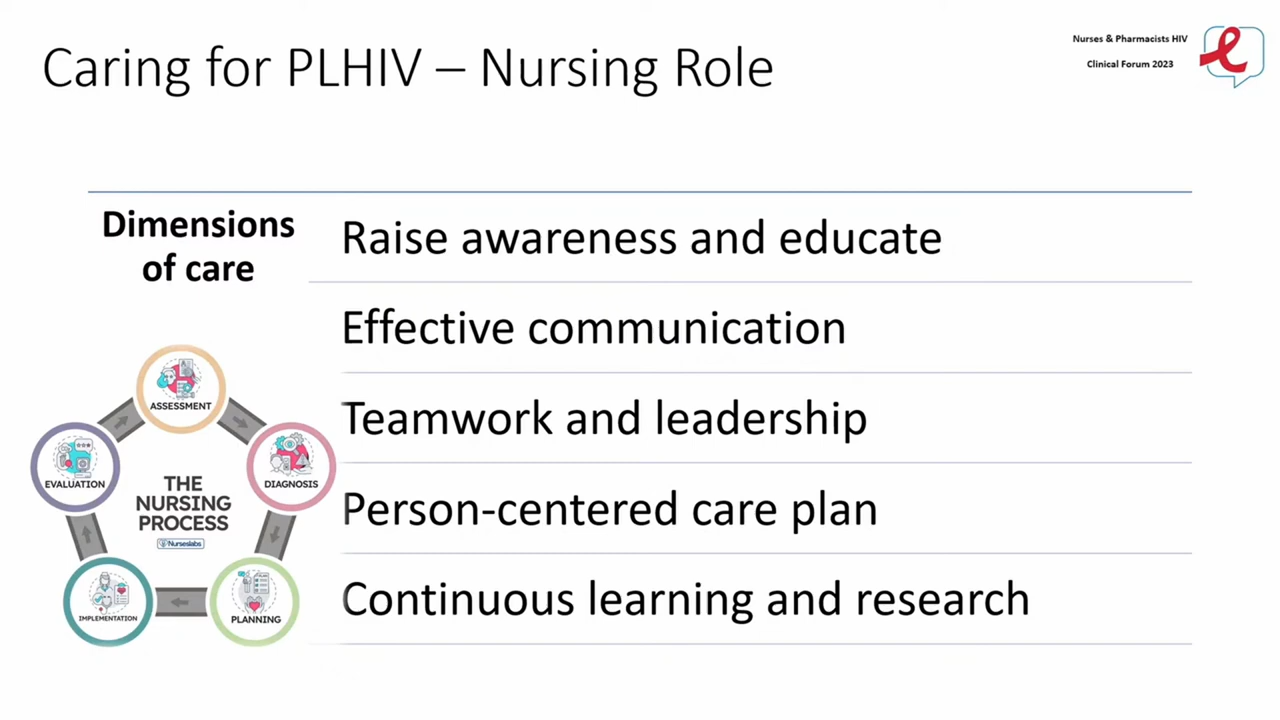 Caring for PLHIV – Nursing Role
Nurses & Pharmacists HIV
Clinical Forum 2023
Dimensions
of care
Raise awareness and educate
Effective communication
Teamwork and leadership
Person-centered care plan
Continuous learning and research
ASSESSMENT
DIAGNOSIS
PLANNING
IMPLEMENTATION
EVALUATION
THE
NURSING
PROCESS
Nurseslabs